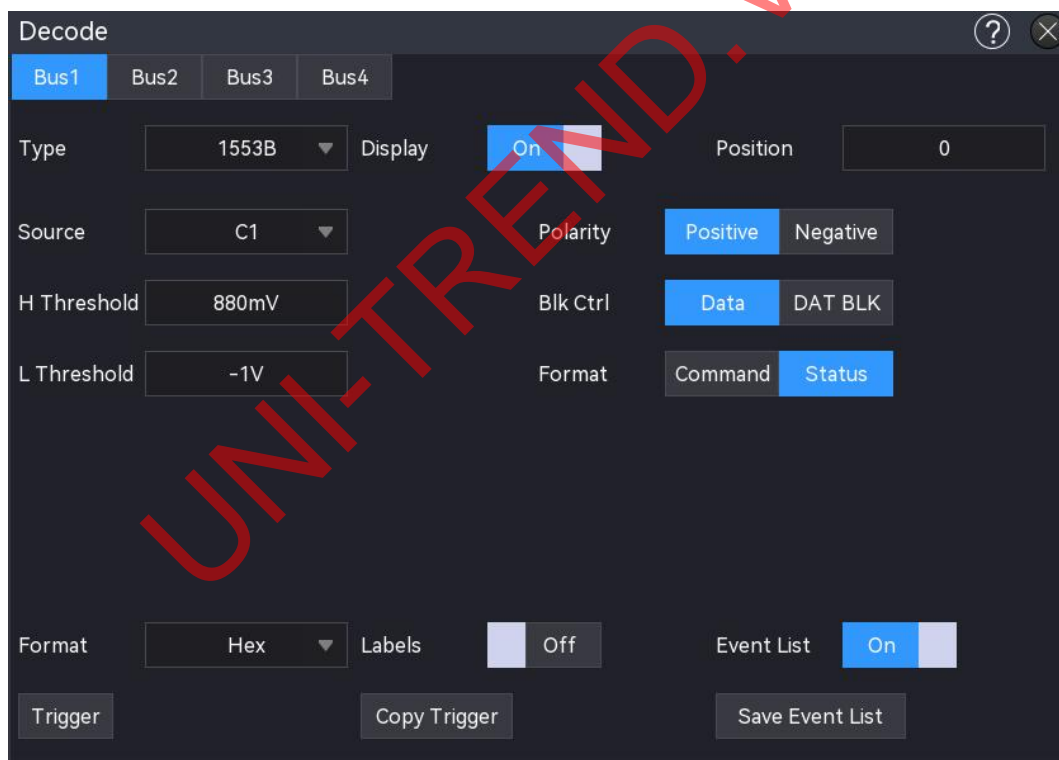 Decode ?
Bus1 Bus2 Bus3 Bus4
Type 1553B Display On Position 0
Source C1 Polarity Positive Negative
H Threshold 880mV Blk Ctrl Data DAT BLK
L Threshold -1V Format Command Status
Format Hex Labels Off Event List On
Trigger Copy Trigger Save Event List
UNI-TREND.